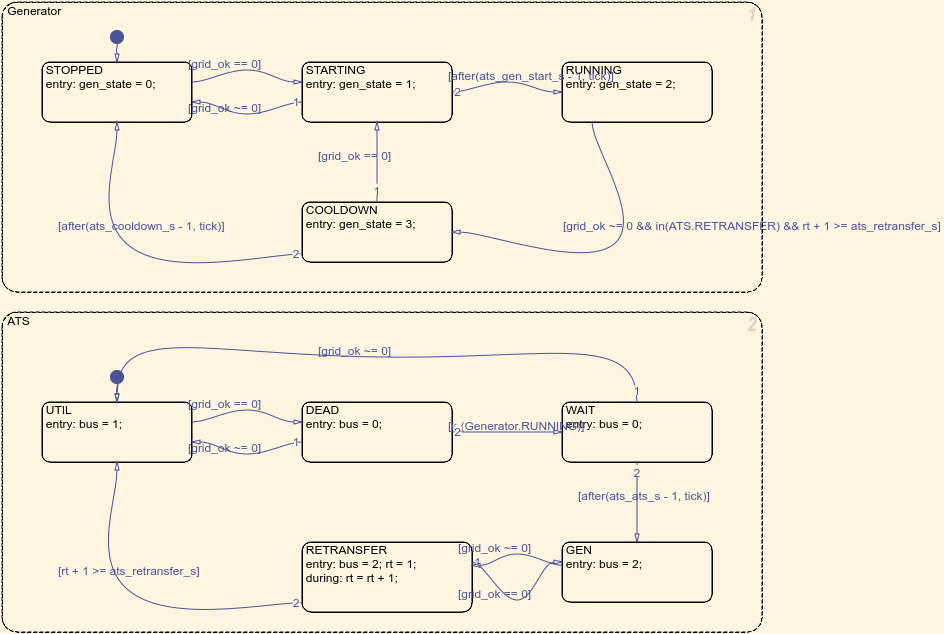 Generator
1
STOPPED
entry: gen_state = 0;
[grid_ok == 0]
[grid_ok ~= 0]
1
STARTING
entry: gen_state = 1;
[after(ats_gen_start_s - 1, tick)]
2
RUNNING
entry: gen_state = 2;
[grid_ok == 0]
1
COOLDOWN
entry: gen_state = 3;
[after(ats_cooldown_s - 1, tick)]
2
[grid_ok ~= 0 && in(ATS.RETRANSFER) && rt + 1 >= ats_retransfer_s]
ATS
2
[grid_ok ~= 0]
1
UTIL
entry: bus = 1;
[grid_ok == 0]
[grid_ok ~= 0]
1
DEAD
entry: bus = 0;
(Generator.RUNNING)]
2
WAIT
entry: bus = 0;
2
[after(ats_ats_s - 1, tick)]
RETRANSFER
entry: bus = 2; rt = 1;
during: rt = rt + 1;
[grid_ok ~= 0]
1
[grid_ok == 0]
GEN
entry: bus = 2;
[rt + 1 >= ats_retransfer_s]
2